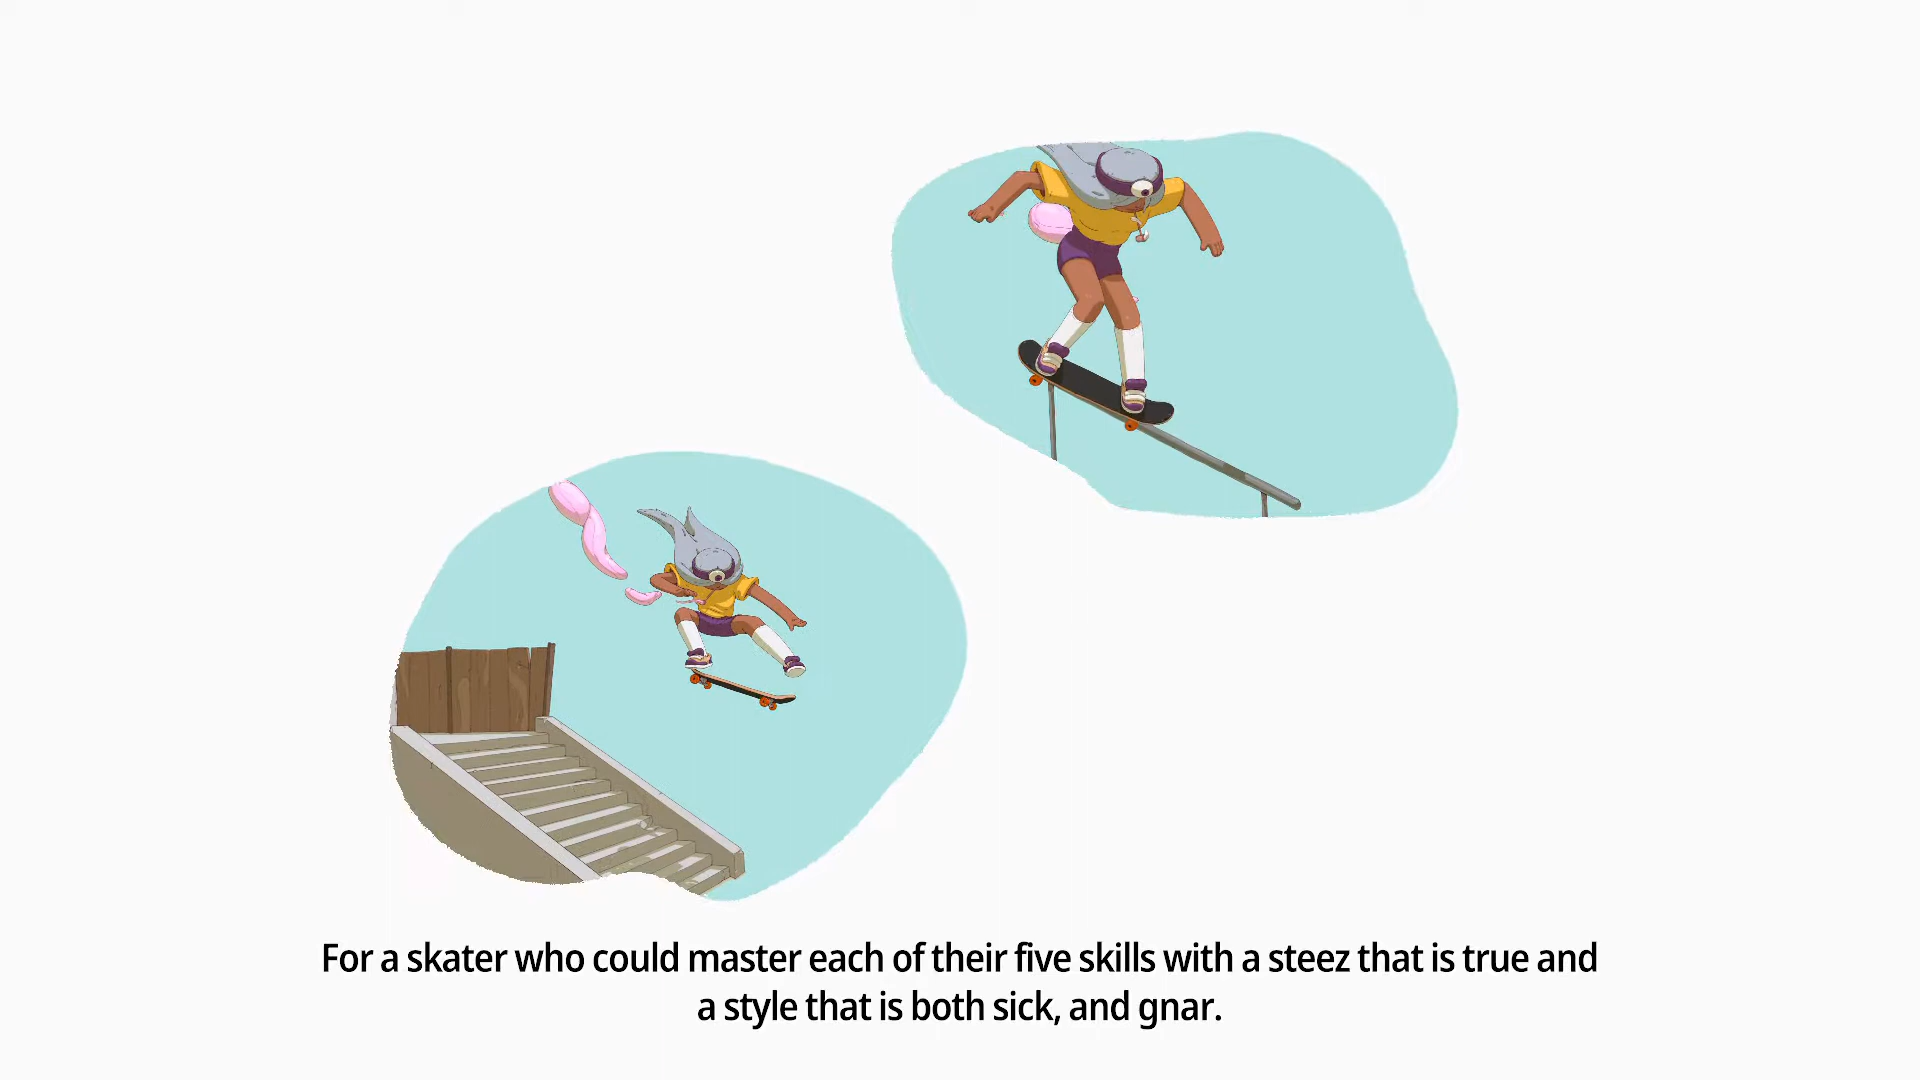 For a skater who could master each of their five skills with a steez that is true and
a style that is both sick, and gnar.